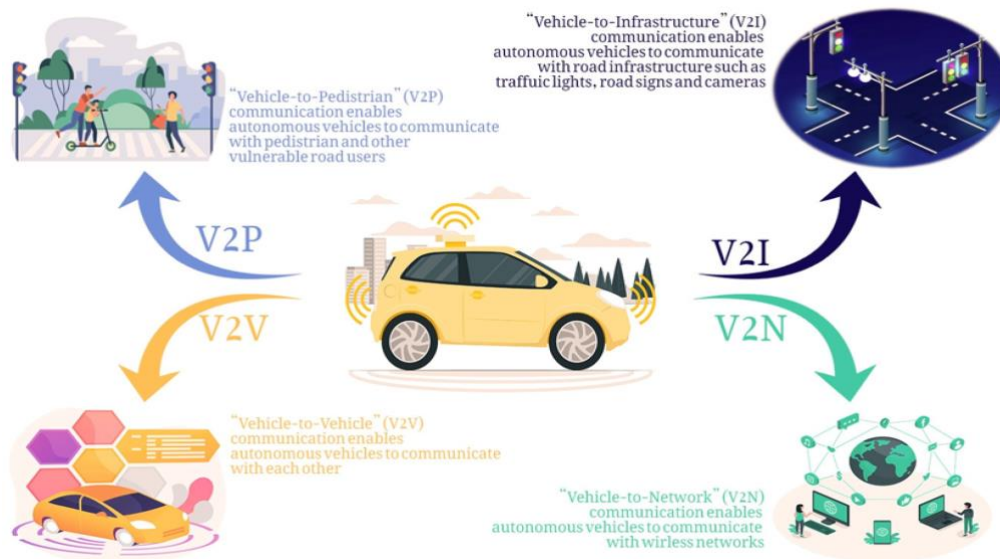 "Vehicle-to-Pedistrian" (V2P)
communication enables
autonomous vehicles to communicate
with pedistrian and other
vulnerable road users
"Vehicle-to-Infrastructure" (V2I)
communication enables
autonomous vehicles to communicate
with road infrastructure such as
traffuic lights, road signs and cameras
V2P
V2I
V2V
V2N
"Vehicle-to-Vehicle" (V2V)
communication enables
autonomous vehicles to communicate
with each other
"Vehicle-to-Network" (V2N)
communication enables
autonomous vehicles to communicate
with wirless networks